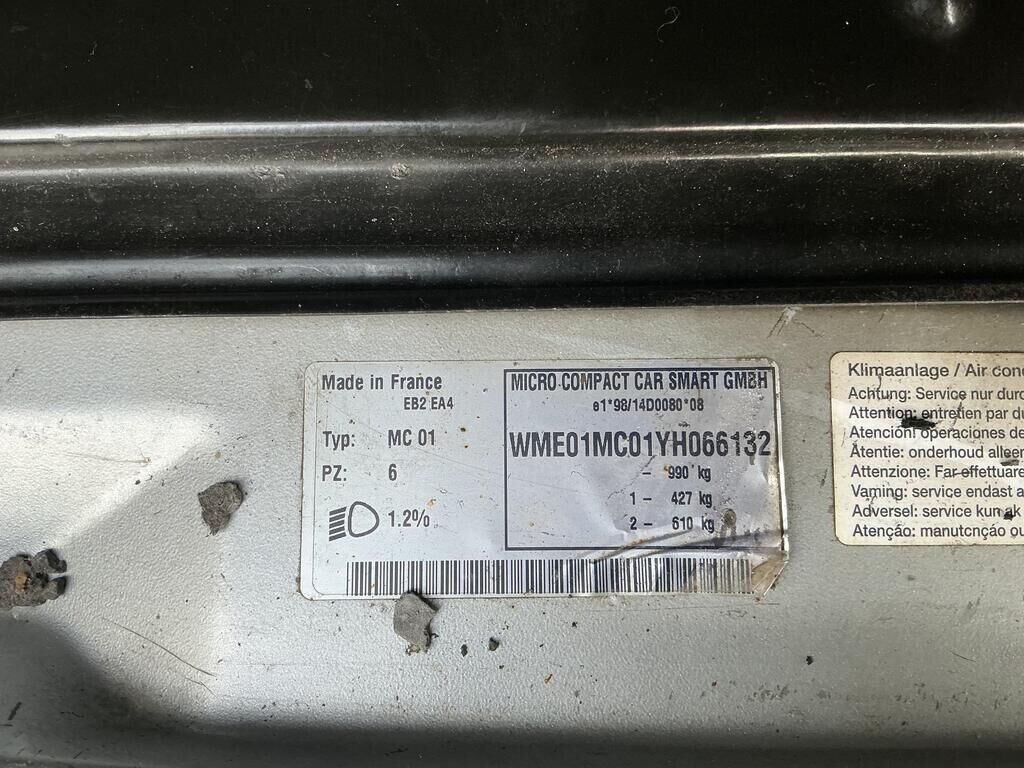 Made in France
EB2 EA4
Typ: MC 01
PZ: 6
1.2%
MICRO COMPACT CAR SMART GMBH
e1*98/14D0080*08
WME01MC01YH066132
- 990 kg
1 - 427 kg
2 - 610 kg
Klimaanlage / Air
Achtung: Service nur
Attention: entretien par
Atención operaciones
Atentie: onderhoud
Attenzione: Far effettuare
Varning: service endast
Adversel: service kun
Atenção: manutcnção